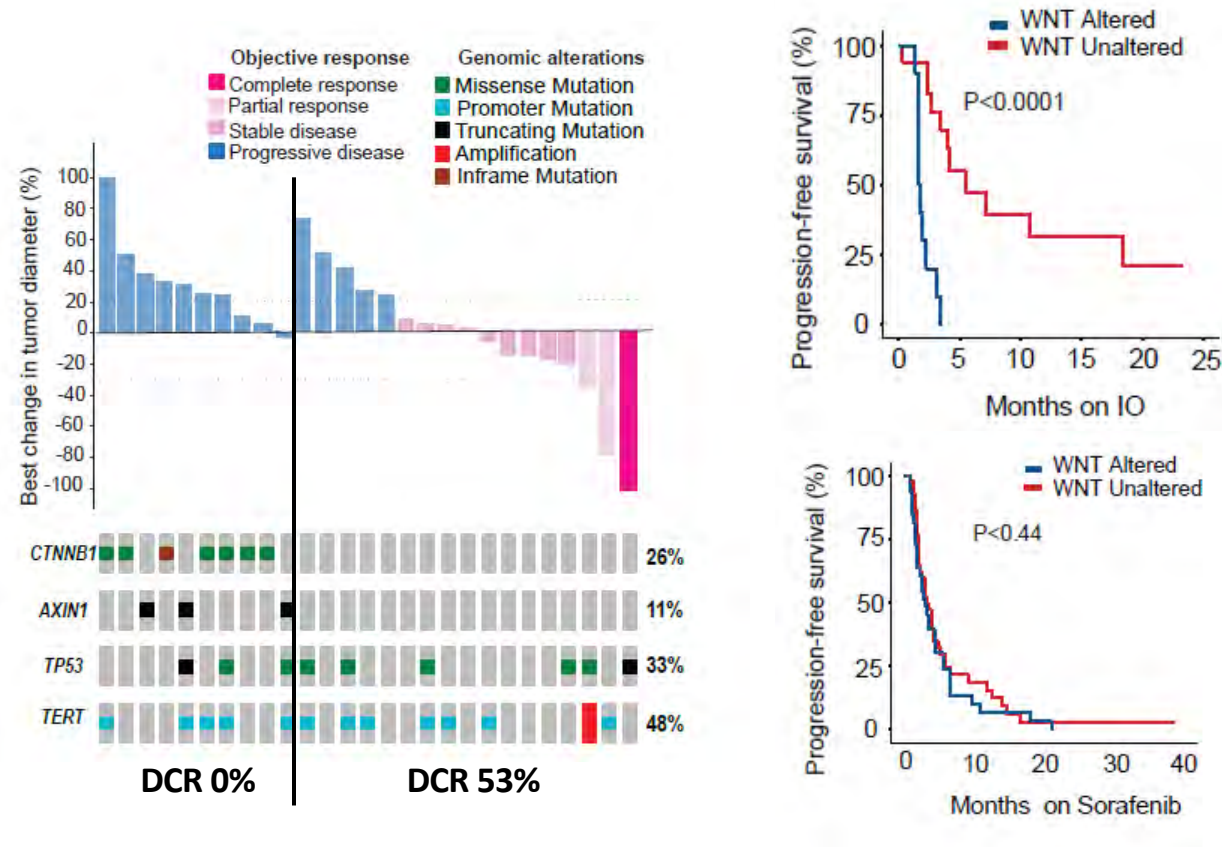 Objective response
Complete response
Partial response
Stable disease
Progressive disease
Genomic alterations
Missense Mutation
Promoter Mutation
Truncating Mutation
Amplification
Inframe Mutation
Best change in tumor diameter (%)
100
80
60
40
20
0
-20
-40
-60
-80
-100
CTNNB1
26%
AXIN1
11%
TP53
33%
TERT
48%
DCR 0%
DCR 53%
WNT Altered
WNT Unaltered
P<0.0001
Progression-free survival (%)
100
75
50
25
0
0 5 10 15 20 25
Months on IO
WNT Altered
WNT Unaltered
P<0.44
Progression-free survival (%)
100
75
50
25
0
0 10 20 30 40
Months on Sorafenib